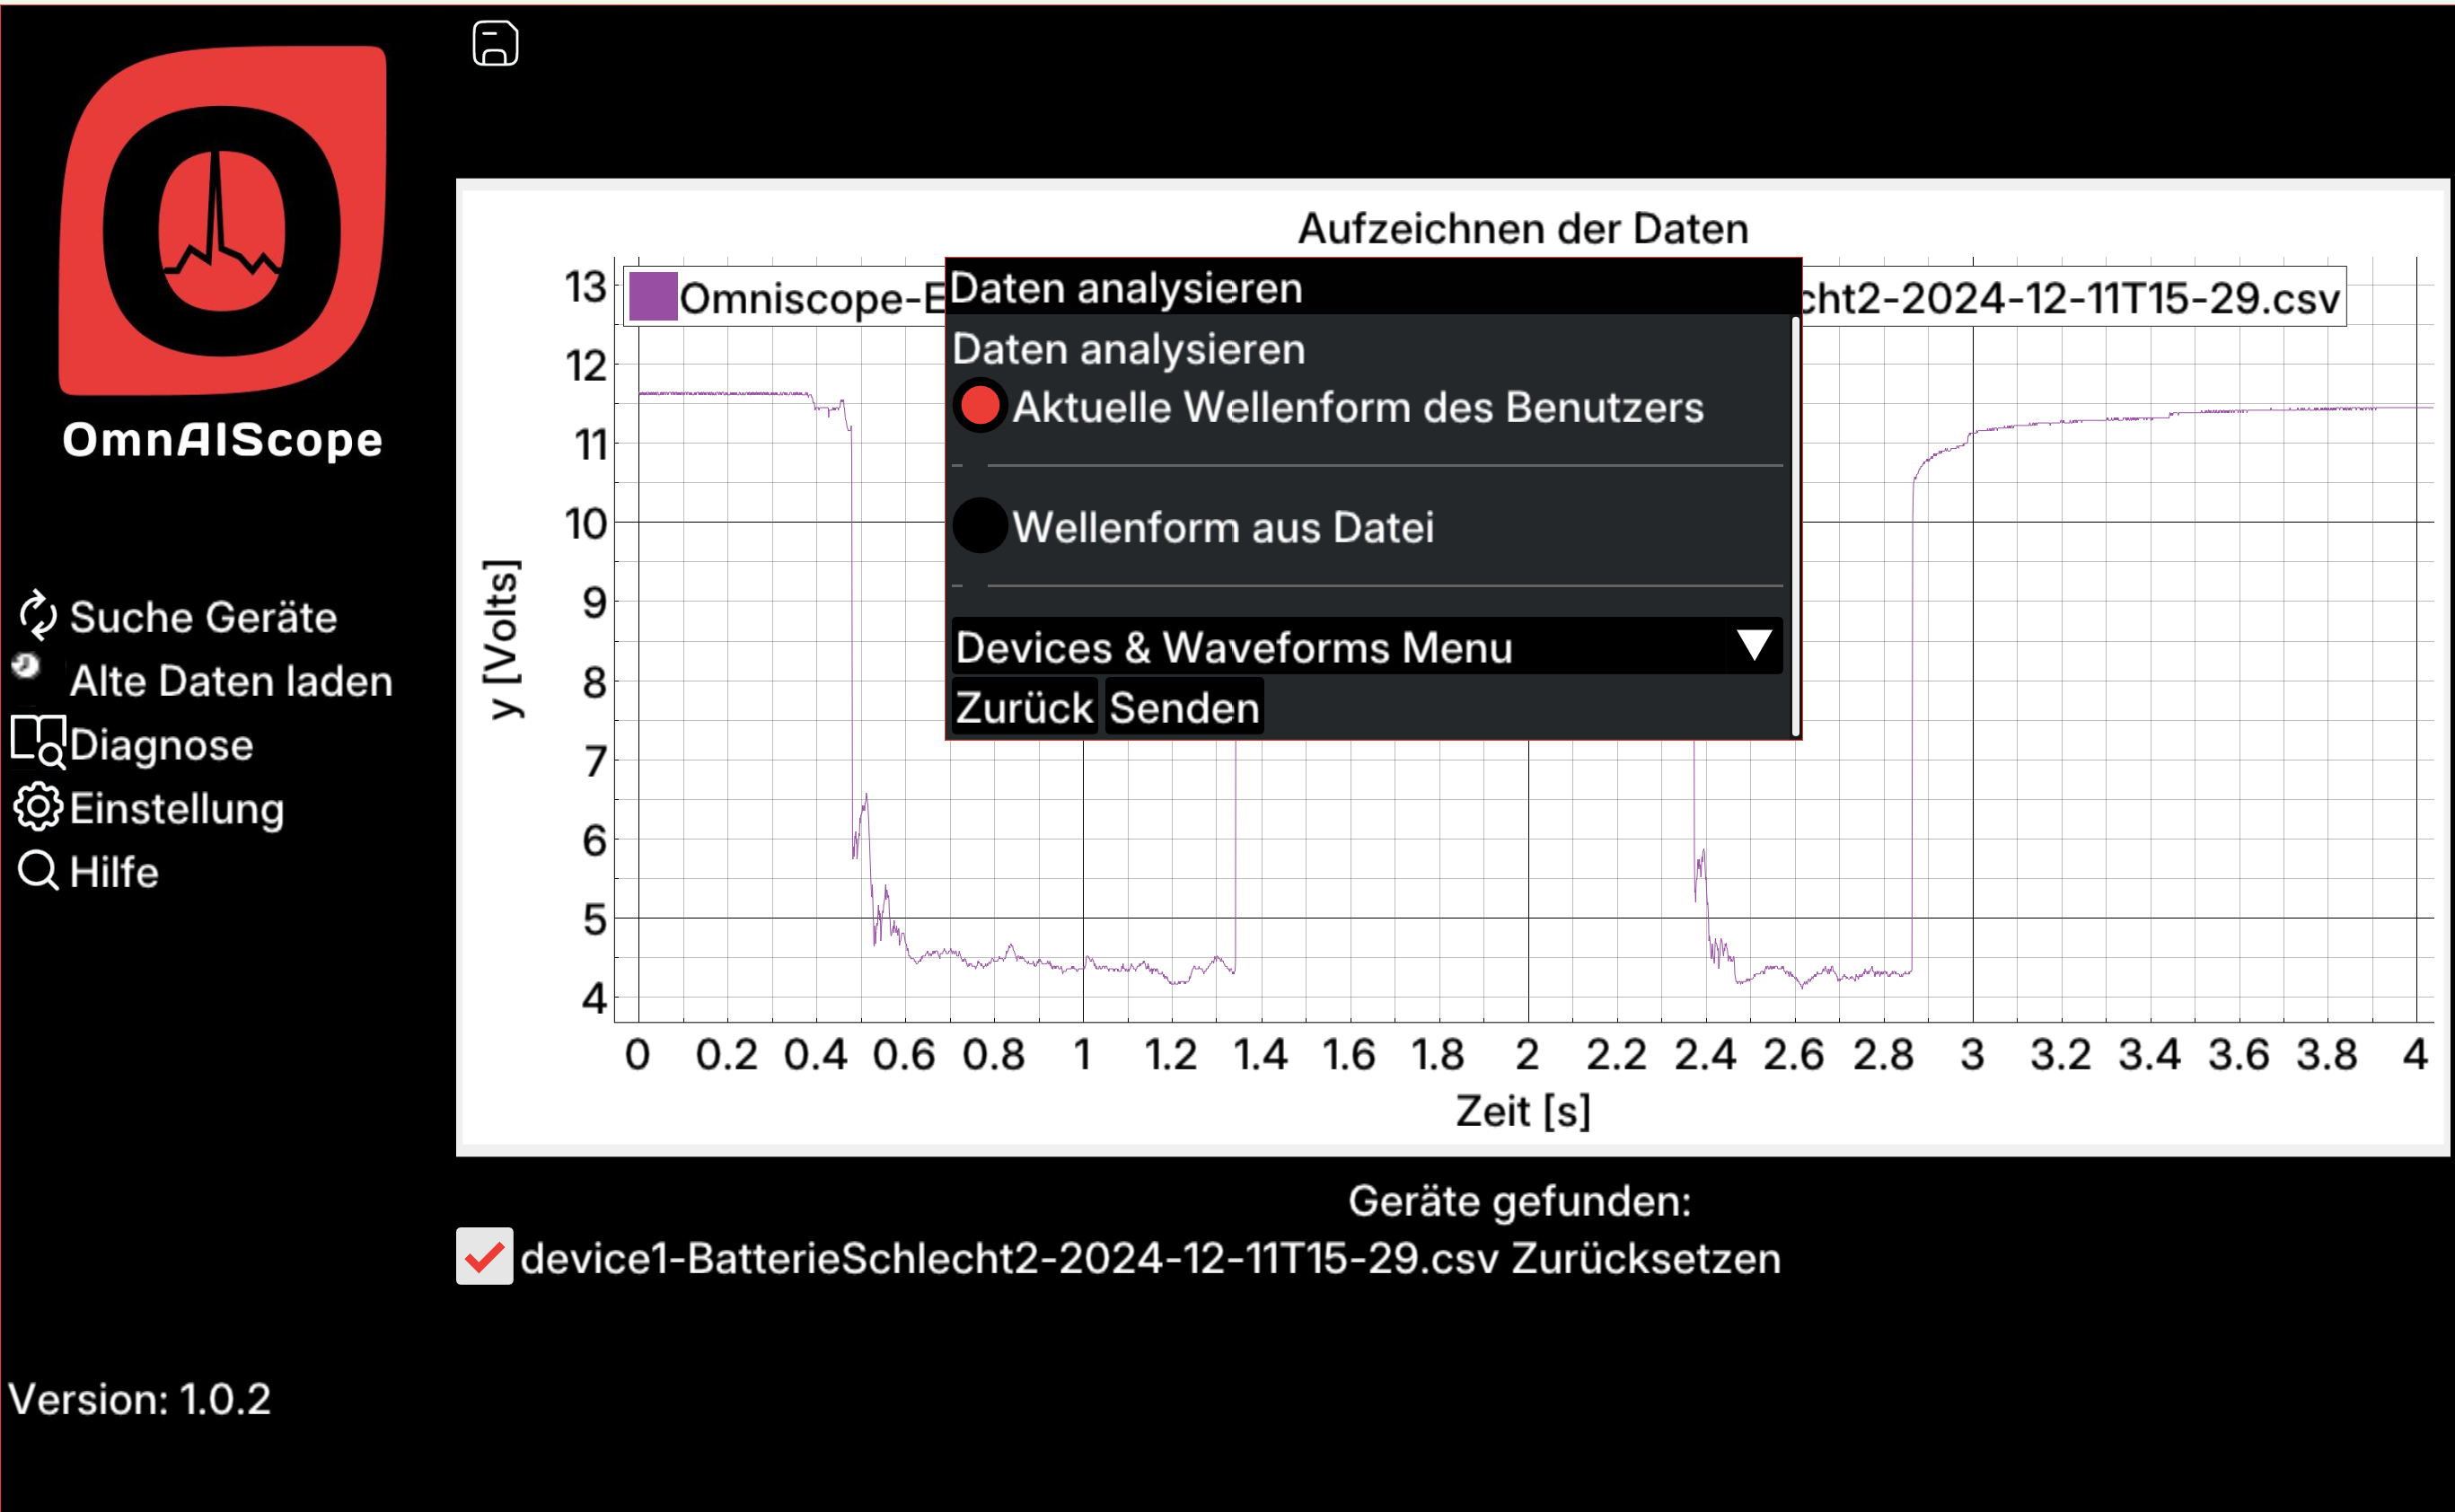 OmnAIScope
Suche Geräte
Alte Daten laden
Diagnose
Einstellung
Hilfe
Version: 1.0.2
Aufzeichnen der Daten
Omniscope-E
cht2-2024-12-11T15-29.csv
Daten analysieren
Daten analysieren
Aktuelle Wellenform des Benutzers
Wellenform aus Datei
Devices & Waveforms Menu
Zurück Senden
y [Volts]
13
12
11
10
9
8
7
6
5
4
0 0.2 0.4 0.6 0.8 1 1.2 1.4 1.6 1.8 2 2.2 2.4 2.6 2.8 3 3.2 3.4 3.6 3.8 4
Zeit [s]
Geräte gefunden:
device1-BatterieSchlecht2-2024-12-11T15-29.csv Zurücksetzen